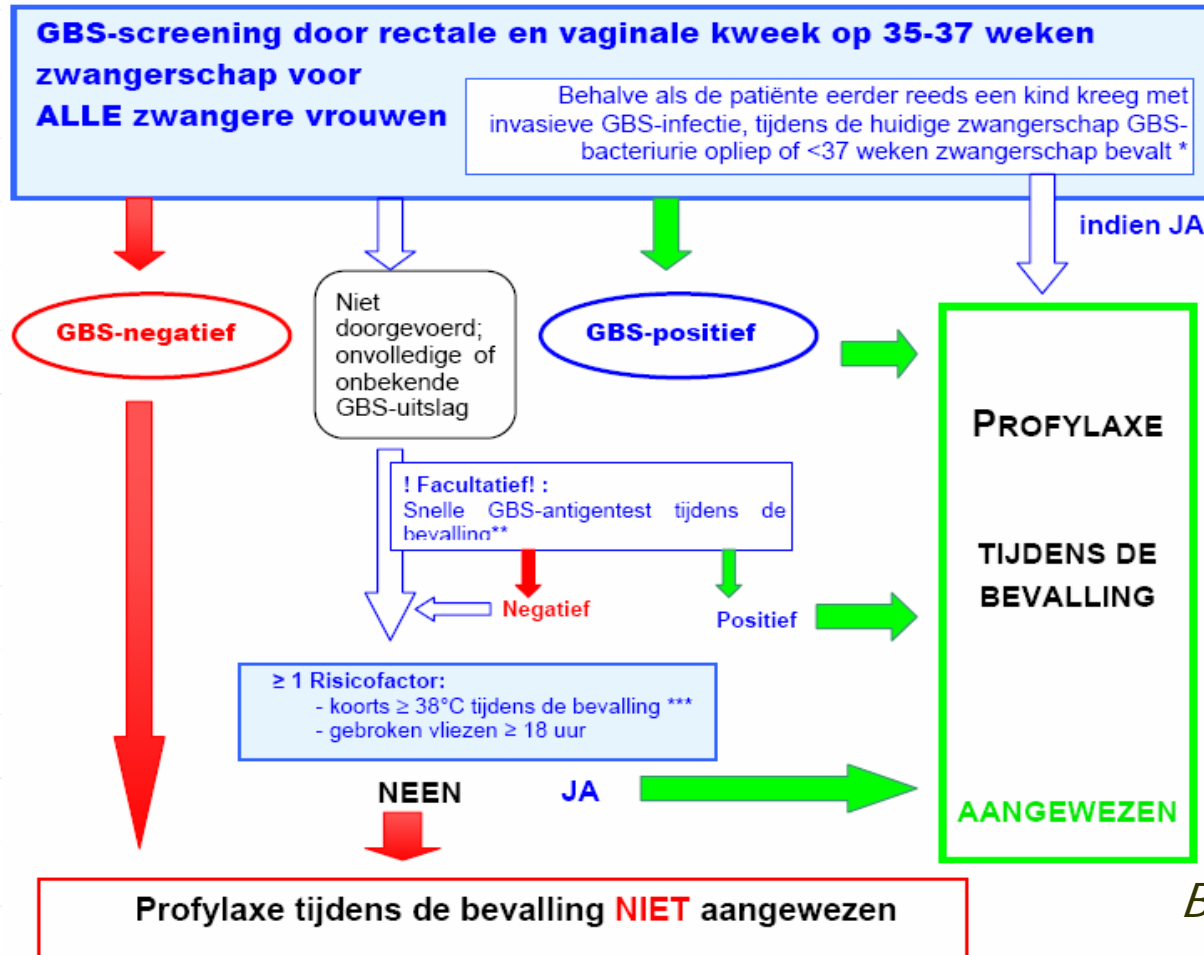 GBS-screening door rectale en vaginale kweek op 35-37 weken
zwangerschap voor
ALLE zwangere vrouwen
Behalve als de patiënte eerder reeds een kind kreeg met
invasieve GBS-infectie, tijdens de huidige zwangerschap GBS-
bacteriurie opliep of <37 weken zwangerschap bevalt *
indien JA
GBS-negatief
Niet
doorgevoerd;
onvolledige of
onbekende
GBS-uitslag
GBS-positief
! Facultatief! :
Snelle GBS-antigentest tijdens de
bevalling**
Negatief
Positief
≥ 1 Risicofactor:
- koorts ≥ 38°C tijdens de bevalling ***
- gebroken vliezen ≥ 18 uur
NEEN
JA
PROFYLAXE
TIJDENS DE
BEVALLING
AANGEWEZEN
Profylaxe tijdens de bevalling NIET aangewezen